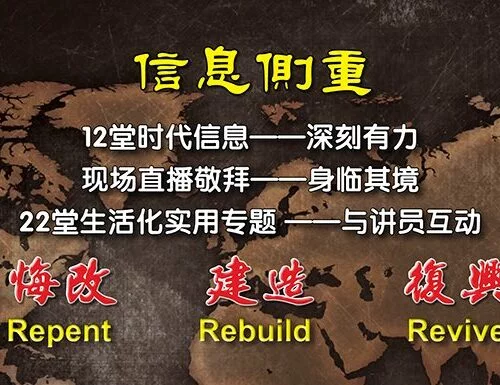 信息側重
12堂时代信息——深刻有力
现场直播敬拜——身临其境
22堂生活化实用专题 ——与讲员互动
悔改 建造 復興
Repent Rebuild Revive